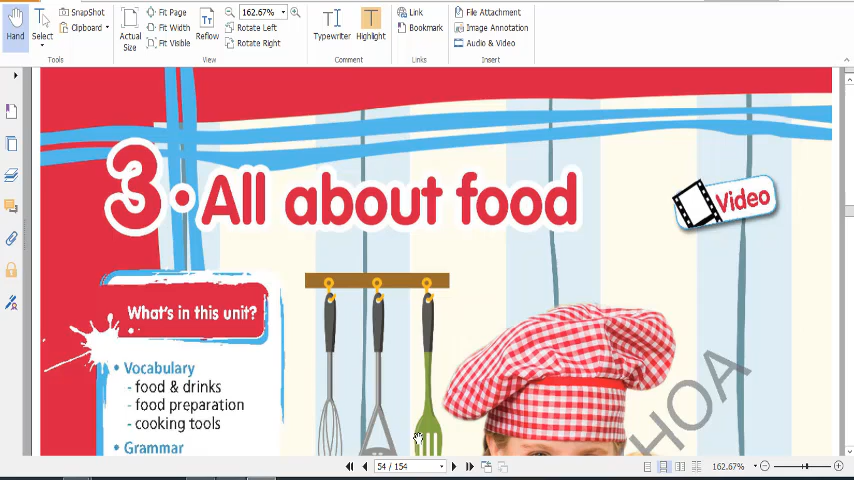 Hand
Select
SnapShot
Clipboard
Tools
Actual
Size
Fit Page
Fit Width
Fit Visible
Reflow
162.67%
Rotate Left
Rotate Right
View
Typewriter
Highlight
Comment
Link
Bookmark
Links
File Attachment
Image Annotation
Audio & Video
Insert
3 • All about food
Video
What's in this unit?
• Vocabulary
- food & drinks
- food preparation
- cooking tools
• Grammar
HOA
54 / 154
162.67%